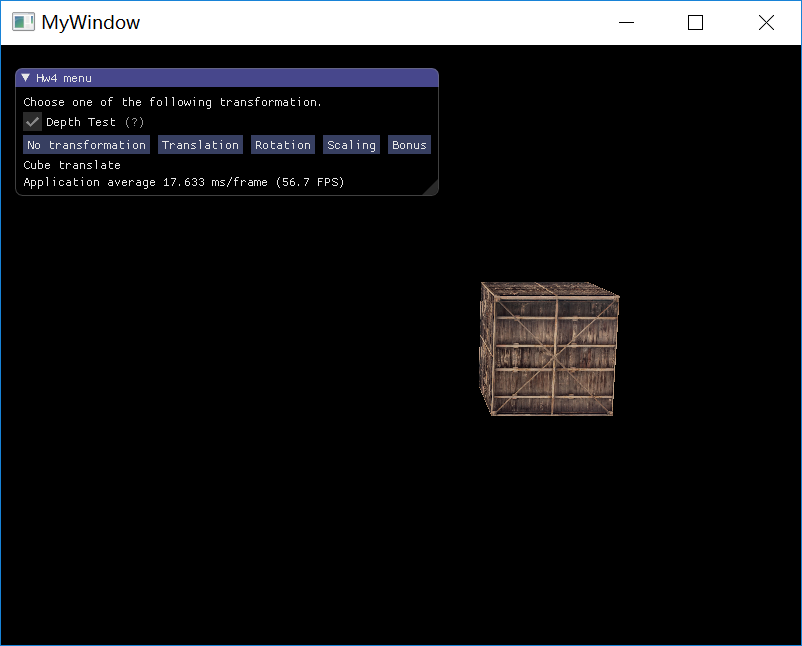 MyWindow
Hw4 menu
Choose one of the following transformation.
Depth Test (?)
No transformation Translation Rotation Scaling Bonus
Cube translate
Application average 17.633 ms/frame (56.7 FPS)